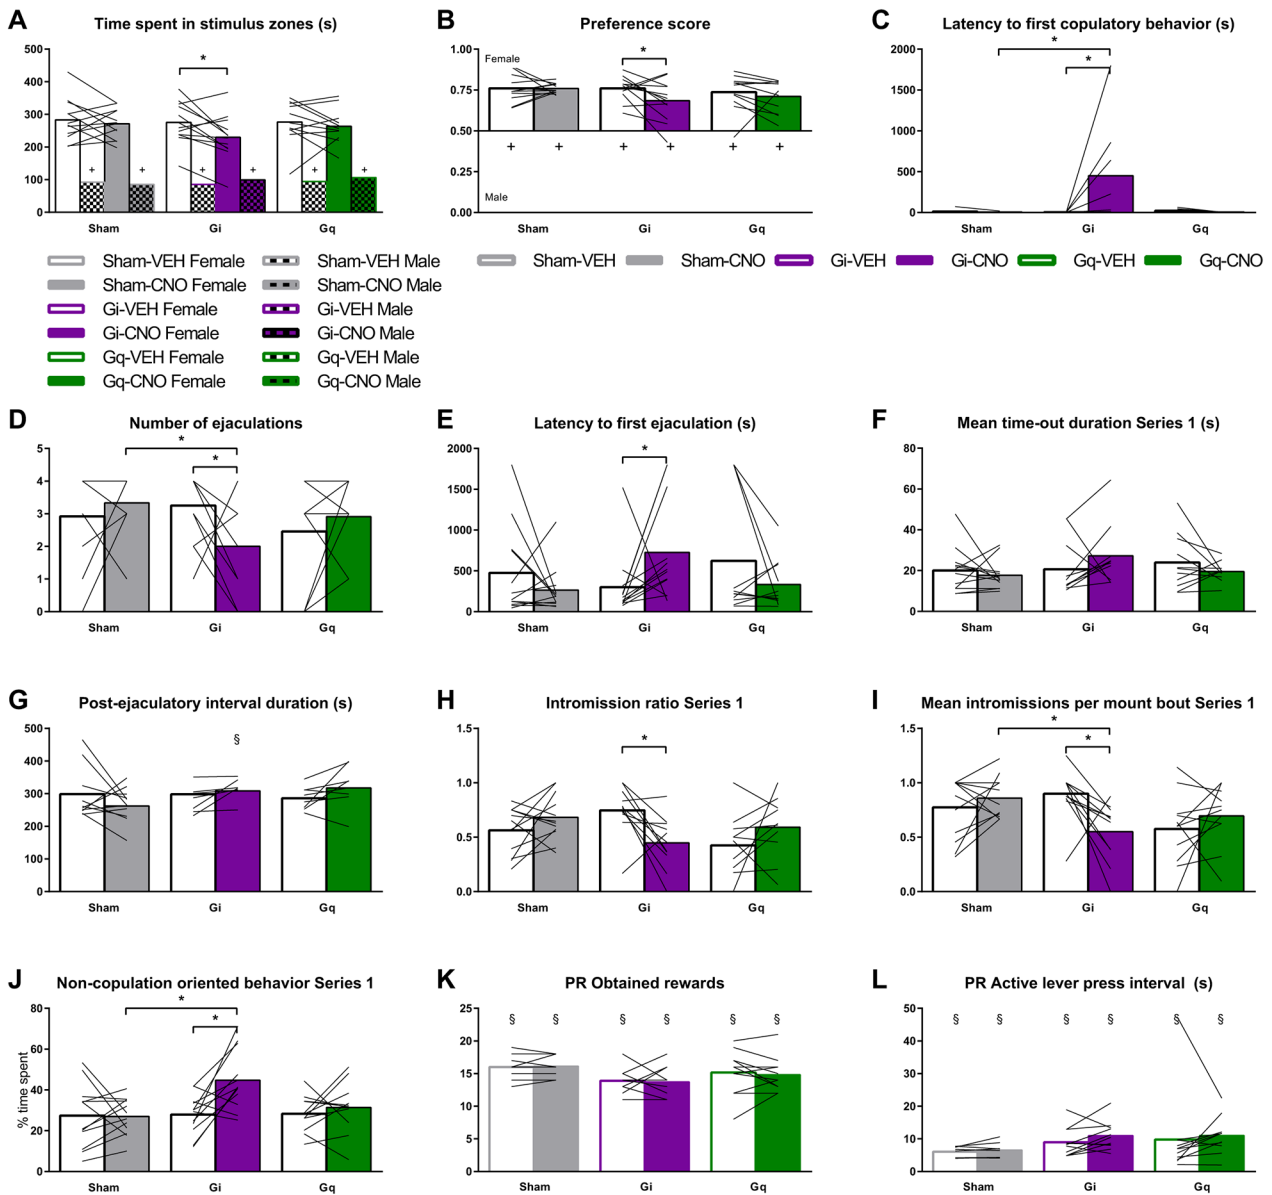 A Time spent in stimulus zones (s)
500
400
300
200
100
0
*
+ + + + + +
Sham Gi Gq
B Preference score
1.00
0.75
0.50
0.25
0.00
Female
Male
*
+ + + + + +
Sham Gi Gq
C Latency to first copulatory behavior (s)
2000
1500
1000
500
0
*
*
Sham Gi Gq
Sham-VEH Female Sham-VEH Male
Sham-CNO Female Sham-CNO Male
Gi-VEH Female Gi-VEH Male
Gi-CNO Female Gi-CNO Male
Gq-VEH Female Gq-VEH Male
Gq-CNO Female Gq-CNO Male
Sham-VEH Sham-CNO Gi-VEH Gi-CNO Gq-VEH Gq-CNO
D Number of ejaculations
5
4
3
2
1
0
*
*
Sham Gi Gq
E Latency to first ejaculation (s)
2000
1500
1000
500
0
*
Sham Gi Gq
F Mean time-out duration Series 1 (s)
80
60
40
20
0
Sham Gi Gq
G Post-ejaculatory interval duration (s)
500
400
300
200
100
0
§
Sham Gi Gq
H Intromission ratio Series 1
1.5
1.0
0.5
0.0
*
Sham Gi Gq
I Mean intromissions per mount bout Series 1
1.5
1.0
0.5
0.0
*
*
Sham Gi Gq
J Non-copulation oriented behavior Series 1
% time spent
80
60
40
20
0
*
*
Sham Gi Gq
K PR Obtained rewards
25
20
15
10
5
0
§ § § § § §
Sham Gi Gq
L PR Active lever press interval (s)
50
40
30
20
10
0
§ § § § § §
Sham Gi Gq